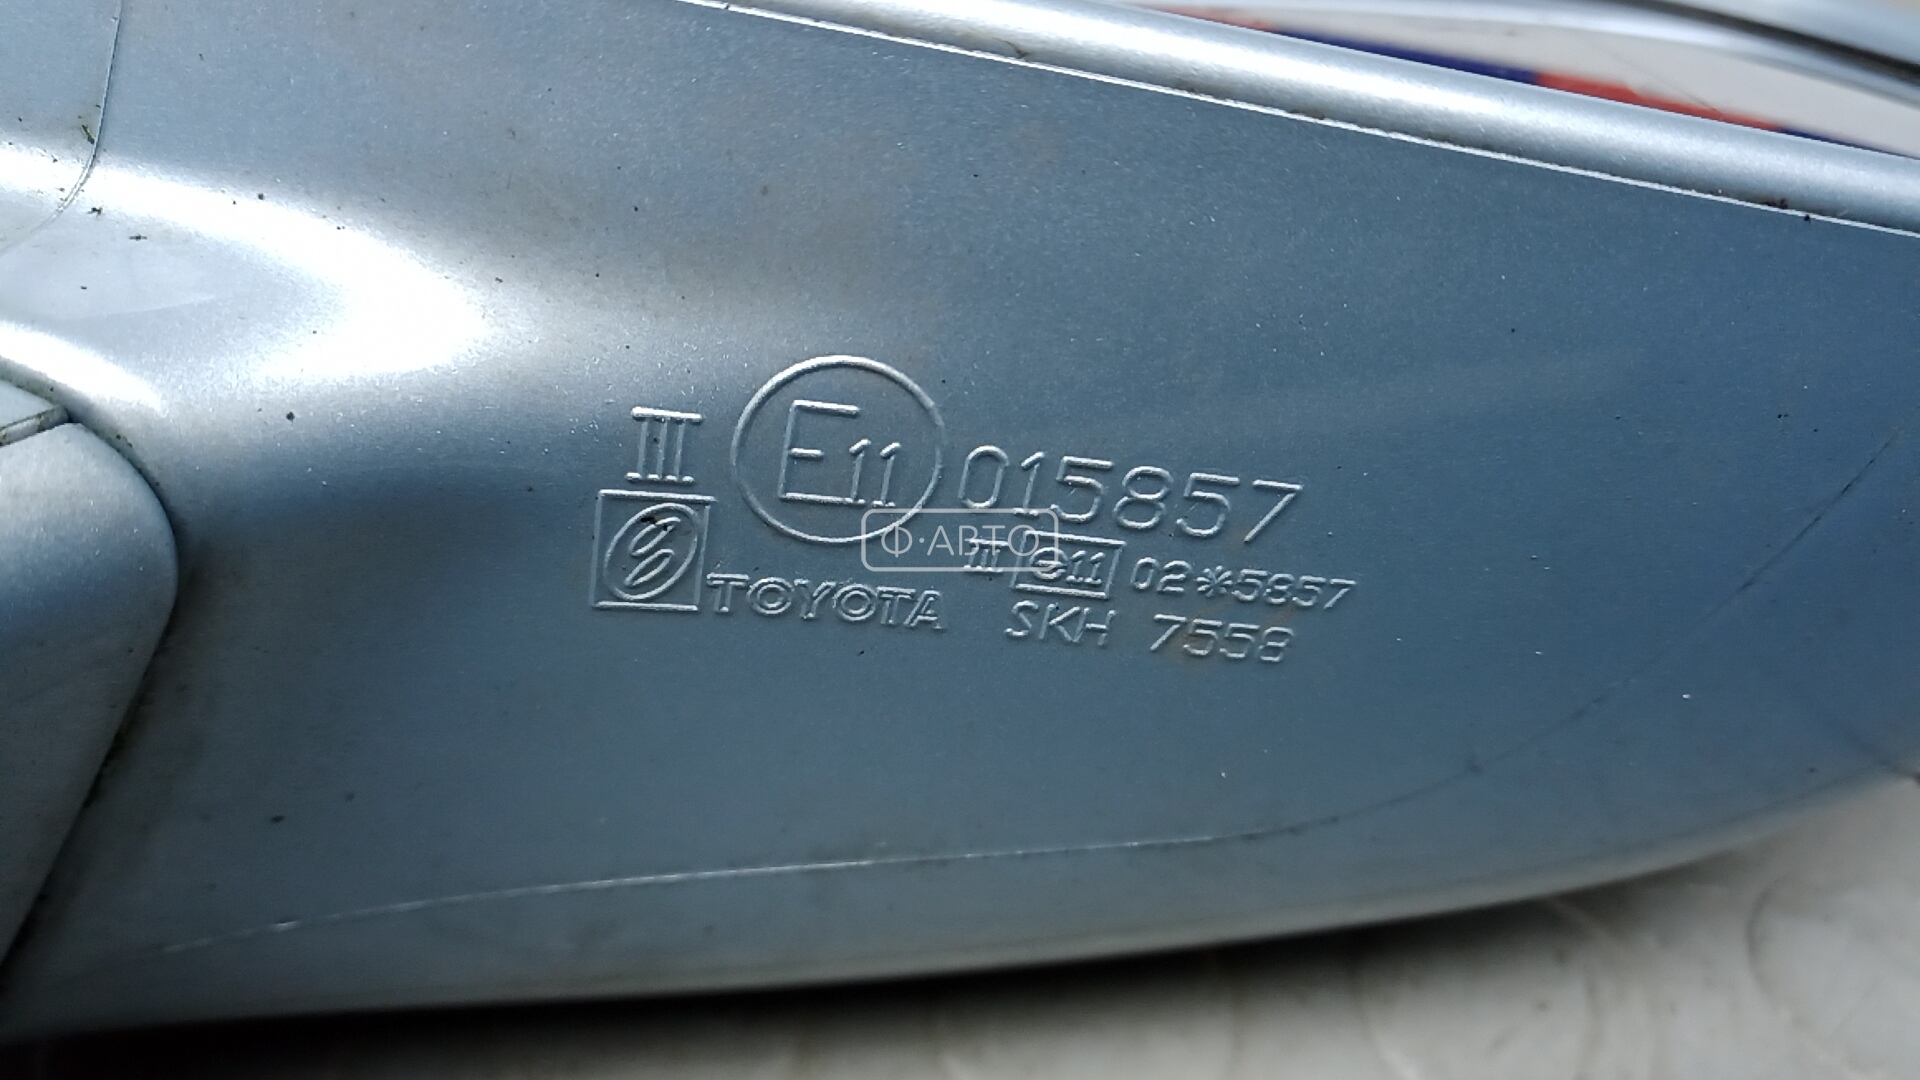 III E11 015857
III e11 02*5857
TOYOTA SKH 7558
Ф·АВТО